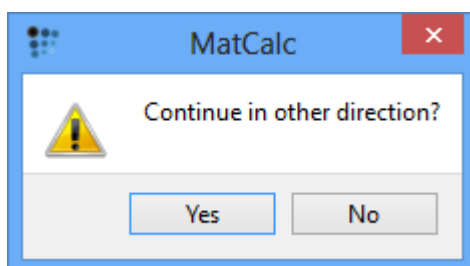 MatCalc
Continue in other direction?
Yes
No